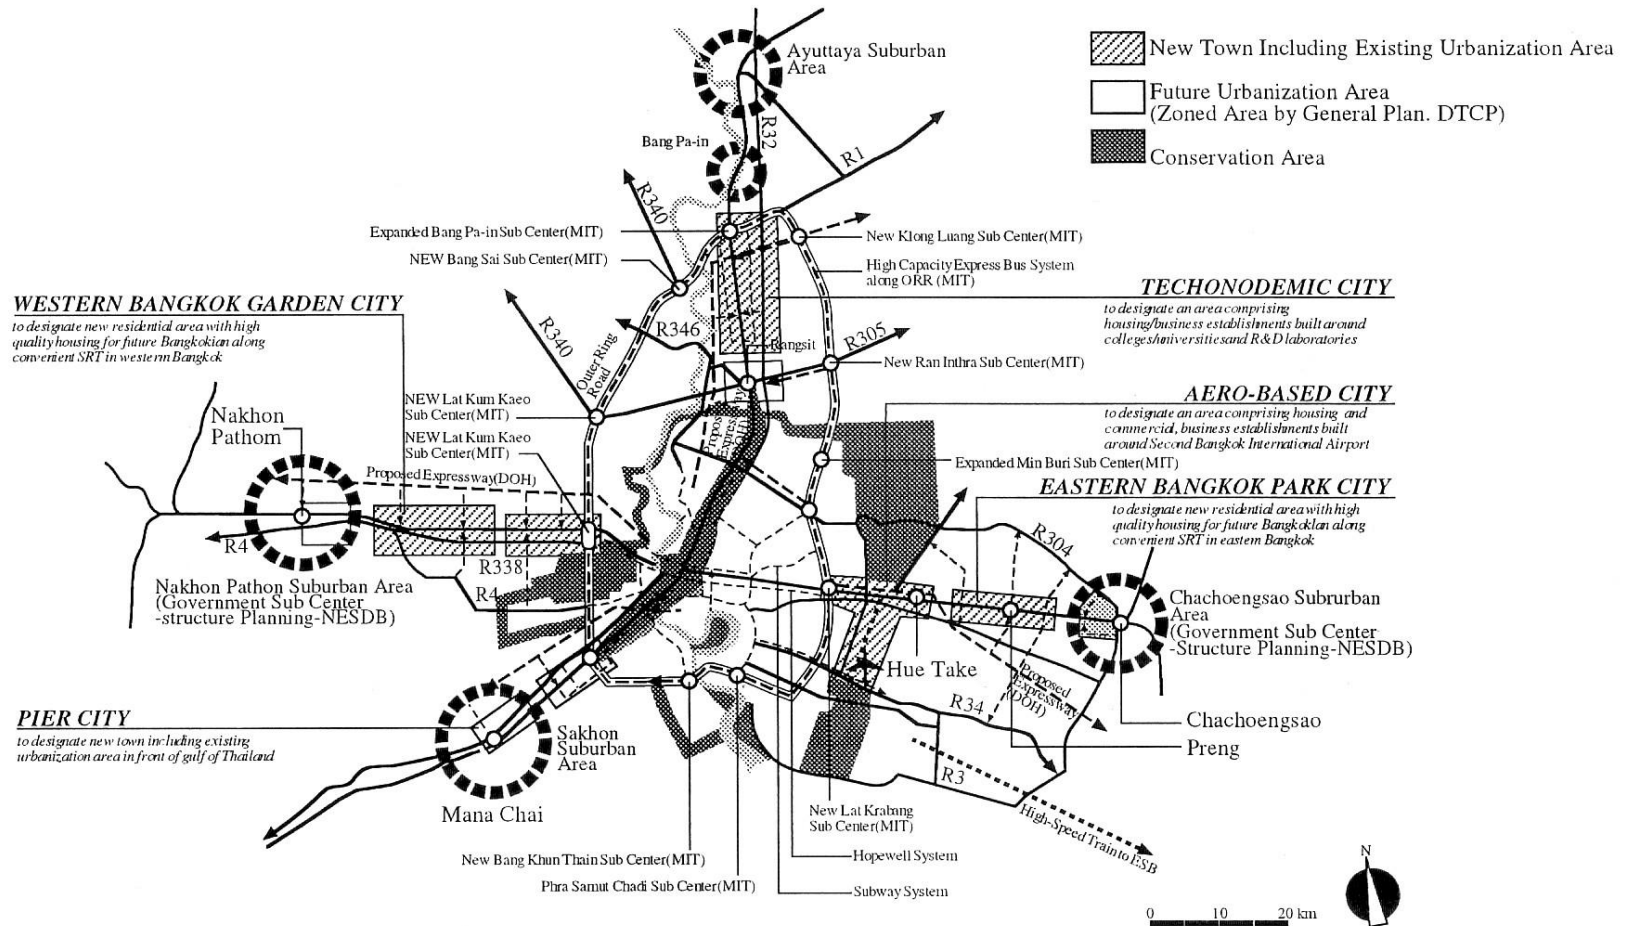 Ayuttaya Suburban
Area
New Town Including Existing Urbanization Area
Future Urbanization Area
(Zoned Area by General Plan. DTCP)
Conservation Area
R32
Bang Pa-in
R1
R340
Expanded Bang Pa-in Sub Center(MIT)
New Klong Luang Sub Center(MIT)
NEW Bang Sai Sub Center(MIT)
High Capacity Express Bus System
along ORR (MIT)
WESTERN BANGKOK GARDEN CITY
to designate new residential area with high
quality housing for future Bangkokian along
convenient SRT in western Bangkok
TECHONODEMIC CITY
to designate an area comprising
housing/business establishments built around
colleges/universitiesand R&D laboratories
R340
R346
R305
Rangsit
Outer Ring
Road
New Ran Inthra Sub Center(MIT)
AERO-BASED CITY
to designate an area comprising housing and
commercial, business establishments built
around Second Bangkok International Airport
NEW Lat Kum Kaeo
Sub Center(MIT)
Nakhon
Pathom
NEW Lat Kum Kaeo
Sub Center(MIT)
Proposed Expressway(DOH)
Expanded Min Buri Sub Center(MIT)
EASTERN BANGKOK PARK CITY
to designate new residential area with high
quality housing for future Bangkoklan along
convenient SRT in eastern Bangkok
R304
R4
R338
R4
Nakhon Pathon Suburban Area
(Government Sub Center
-structure Planning-NESDB)
Chachoengsao Subrurban
Area
(Government Sub Center
-Structure Planning-NESDB)
Hue Take
Proposed
Expressway
(DOH)
R34
PIER CITY
to designate new town including existing
urbanization area in front of gulf of Thailand
Sakhon
Suburban
Area
Chachoengsao
Preng
R3
Mana Chai
New Lat Krabang
Sub Center(MIT)
High-Speed Train to ESB
New Bang Khun Thain Sub Center(MIT)
Hopewell System
Phra Samut Chadi Sub Center(MIT)
Subway System
N
0 10 20 km